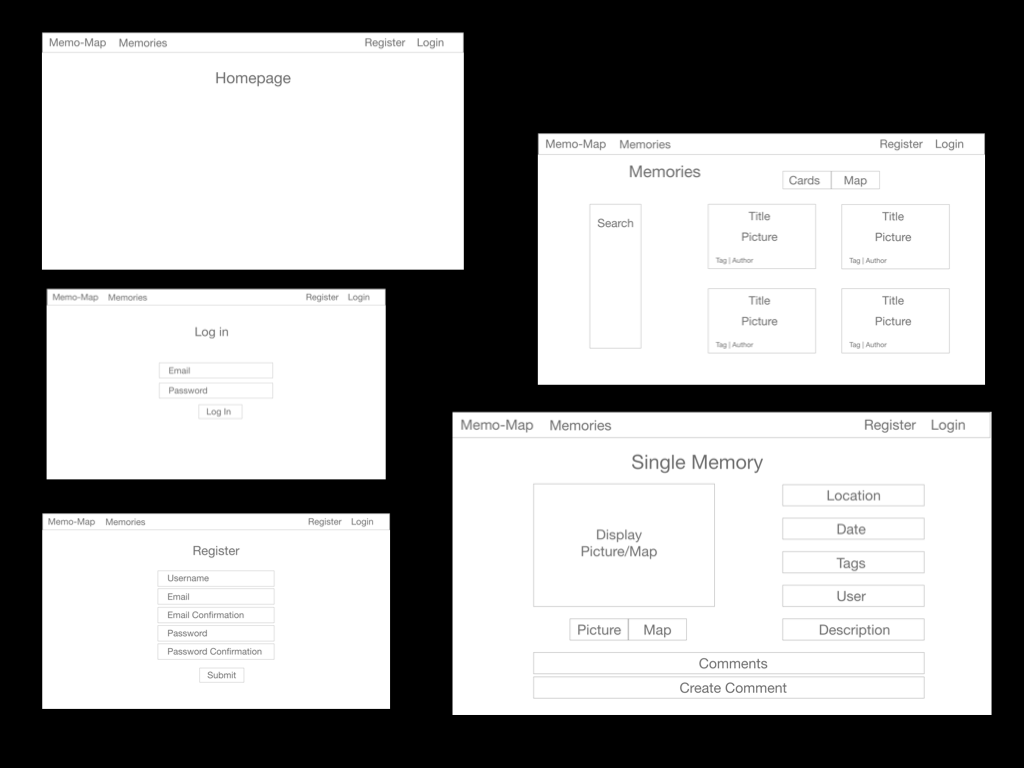 Memo-Map Memories Register Login
Homepage
Memo-Map Memories Register Login
Log in
Email
Password
Log In
Memo-Map Memories Register Login
Register
Username
Email
Email Confirmation
Password
Password Confirmation
Submit
Memo-Map Memories Register Login
Memories
Cards Map
Search
Title
Picture
Tag | Author
Title
Picture
Tag | Author
Title
Picture
Tag | Author
Title
Picture
Tag | Author
Memo-Map Memories Register Login
Single Memory
Display
Picture/Map
Picture Map
Location
Date
Tags
User
Description
Comments
Create Comment